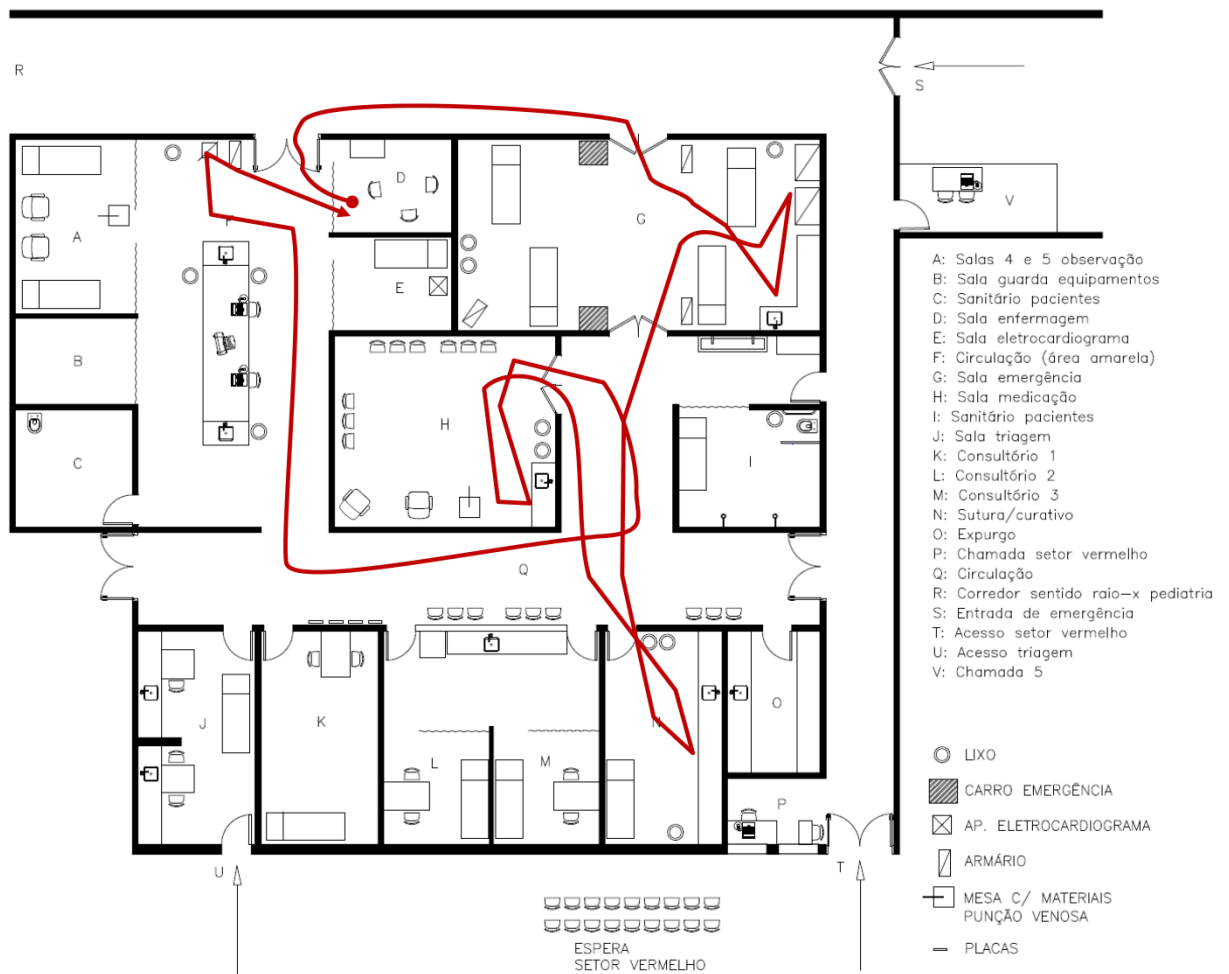 R
S
D
V
G
A
F
A: Salas 4 e 5 observação
B: Sala guarda equipamentos
C: Sanitário pacientes
D: Sala enfermagem
E: Sala eletrocardiograma
F: Circulação (área amarela)
G: Sala emergência
H: Sala medicação
I: Sanitário pacientes
J: Sala triagem
K: Consultório 1
L: Consultório 2
M: Consultório 3
N: Sutura/curativo
O: Expurgo
P: Chamada setor vermelho
Q: Circulação
R: Corredor sentido raio-x pediatria
S: Entrada de emergência
T: Acesso setor vermelho
U: Acesso triagem
V: Chamada 5
E
B
H
C
I
Q
O
J
K
N
L
M
P
U
T
LIXO
CARRO EMERGÊNCIA
AP. ELETROCARDIOGRAMA
ARMÁRIO
MESA C/ MATERIAIS
PUNÇÃO VENOSA
PLACAS
ESPERA
SETOR VERMELHO